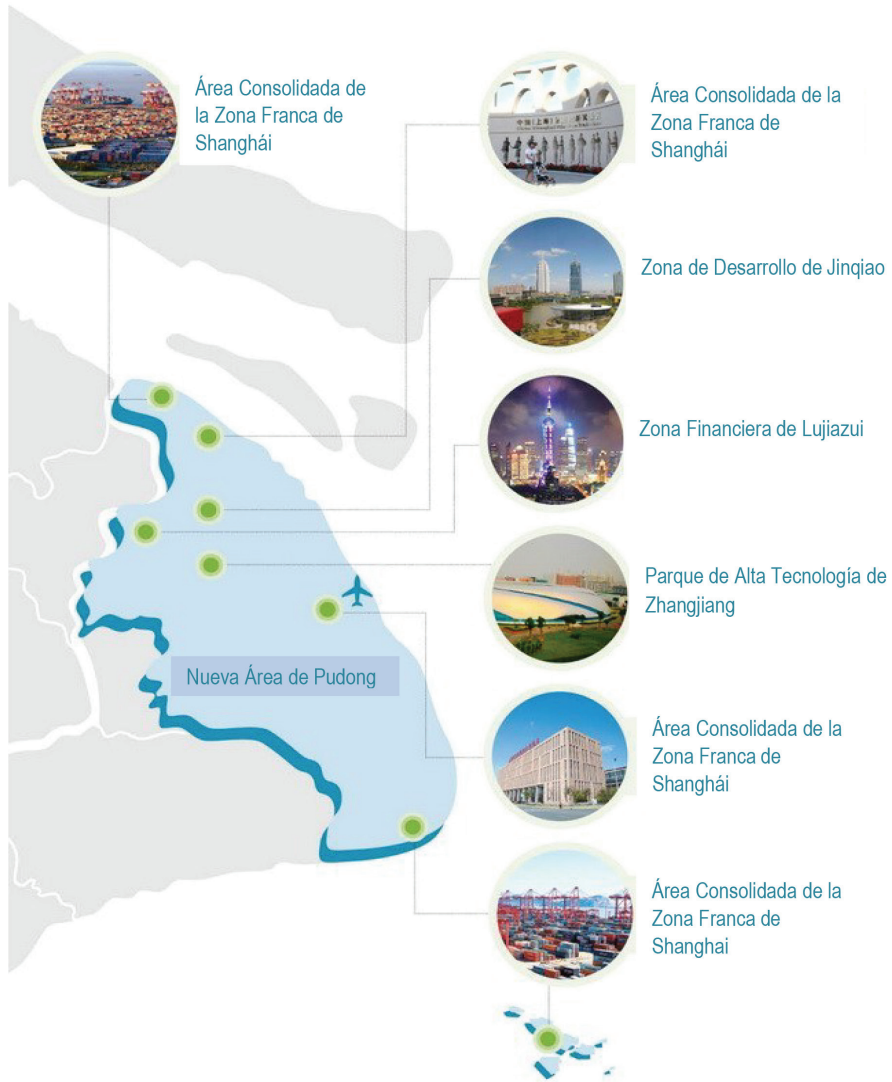 Área Consolidada de
la Zona Franca de
Shanghái
Área Consolidada de la
Zona Franca de
Shanghái
Zona de Desarrollo de Jinqiao
Zona Financiera de Lujiazui
Parque de Alta Tecnología de
Zhangjiang
Nueva Área de Pudong
Área Consolidada de la
Zona Franca de
Shanghái
Área Consolidada de la
Zona Franca de
Shanghai